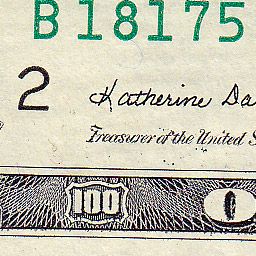 B18175
2
Katherine Da
Treasurer of the United S
100